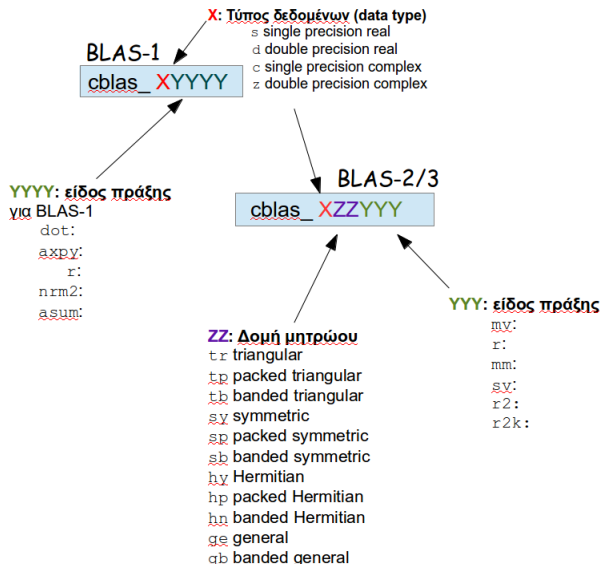 X: Τύπος δεδομένων (data type)
s single precision real
d double precision real
c single precision complex
z double precision complex
BLAS-1
cblas_ XYYYY
YYYY: είδος πράξης
για BLAS-1
dot:
axpy:
r:
nrm2:
asum:
BLAS-2/3
cblas_ XZZYYY
ZZ: Δομή μητρώου
tr triangular
tp packed triangular
tb banded triangular
sy symmetric
sp packed symmetric
sb banded symmetric
hy Hermitian
hp packed Hermitian
hn banded Hermitian
ge general
gb banded general
YYY: είδος πράξης
mv:
r:
mm:
sv:
r2:
r2k: